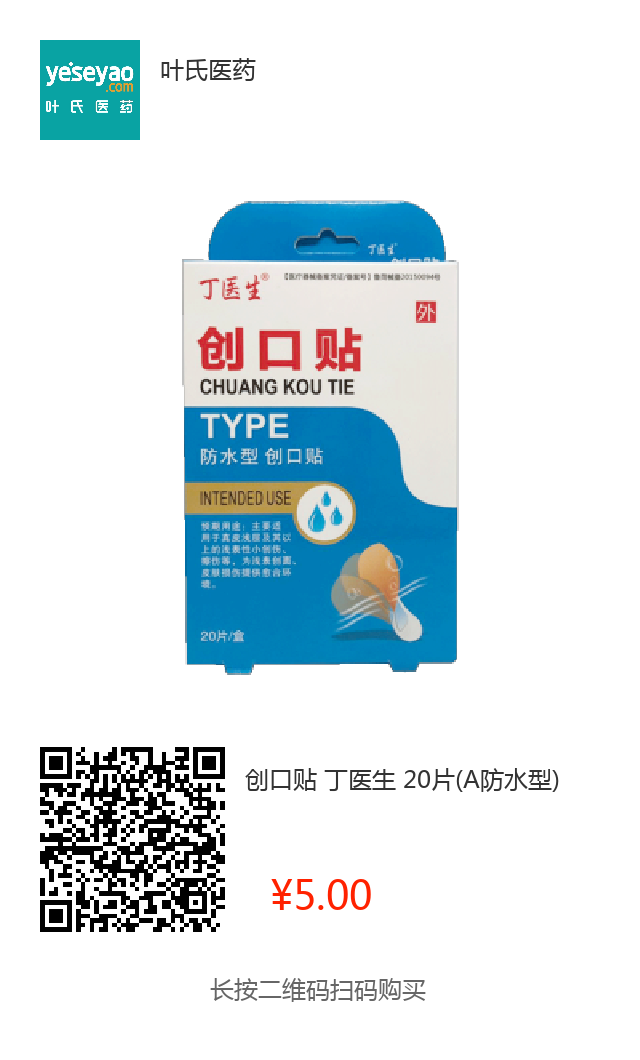 yeseyao
.com
叶氏医药
叶氏医药
丁医生
丁医生®
外
创口贴
CHUANG KOU TIE
TYPE
防水型 创口贴
INTENDED USE
预期用途：主要适
用于真皮浅层及其以
上的浅表性小创伤、
擦伤等，为浅表创面、
皮肤损伤提供愈合环
境。
20片/盒
创口贴 丁医生 20片(A防水型)
¥5.00
长按二维码扫码购买